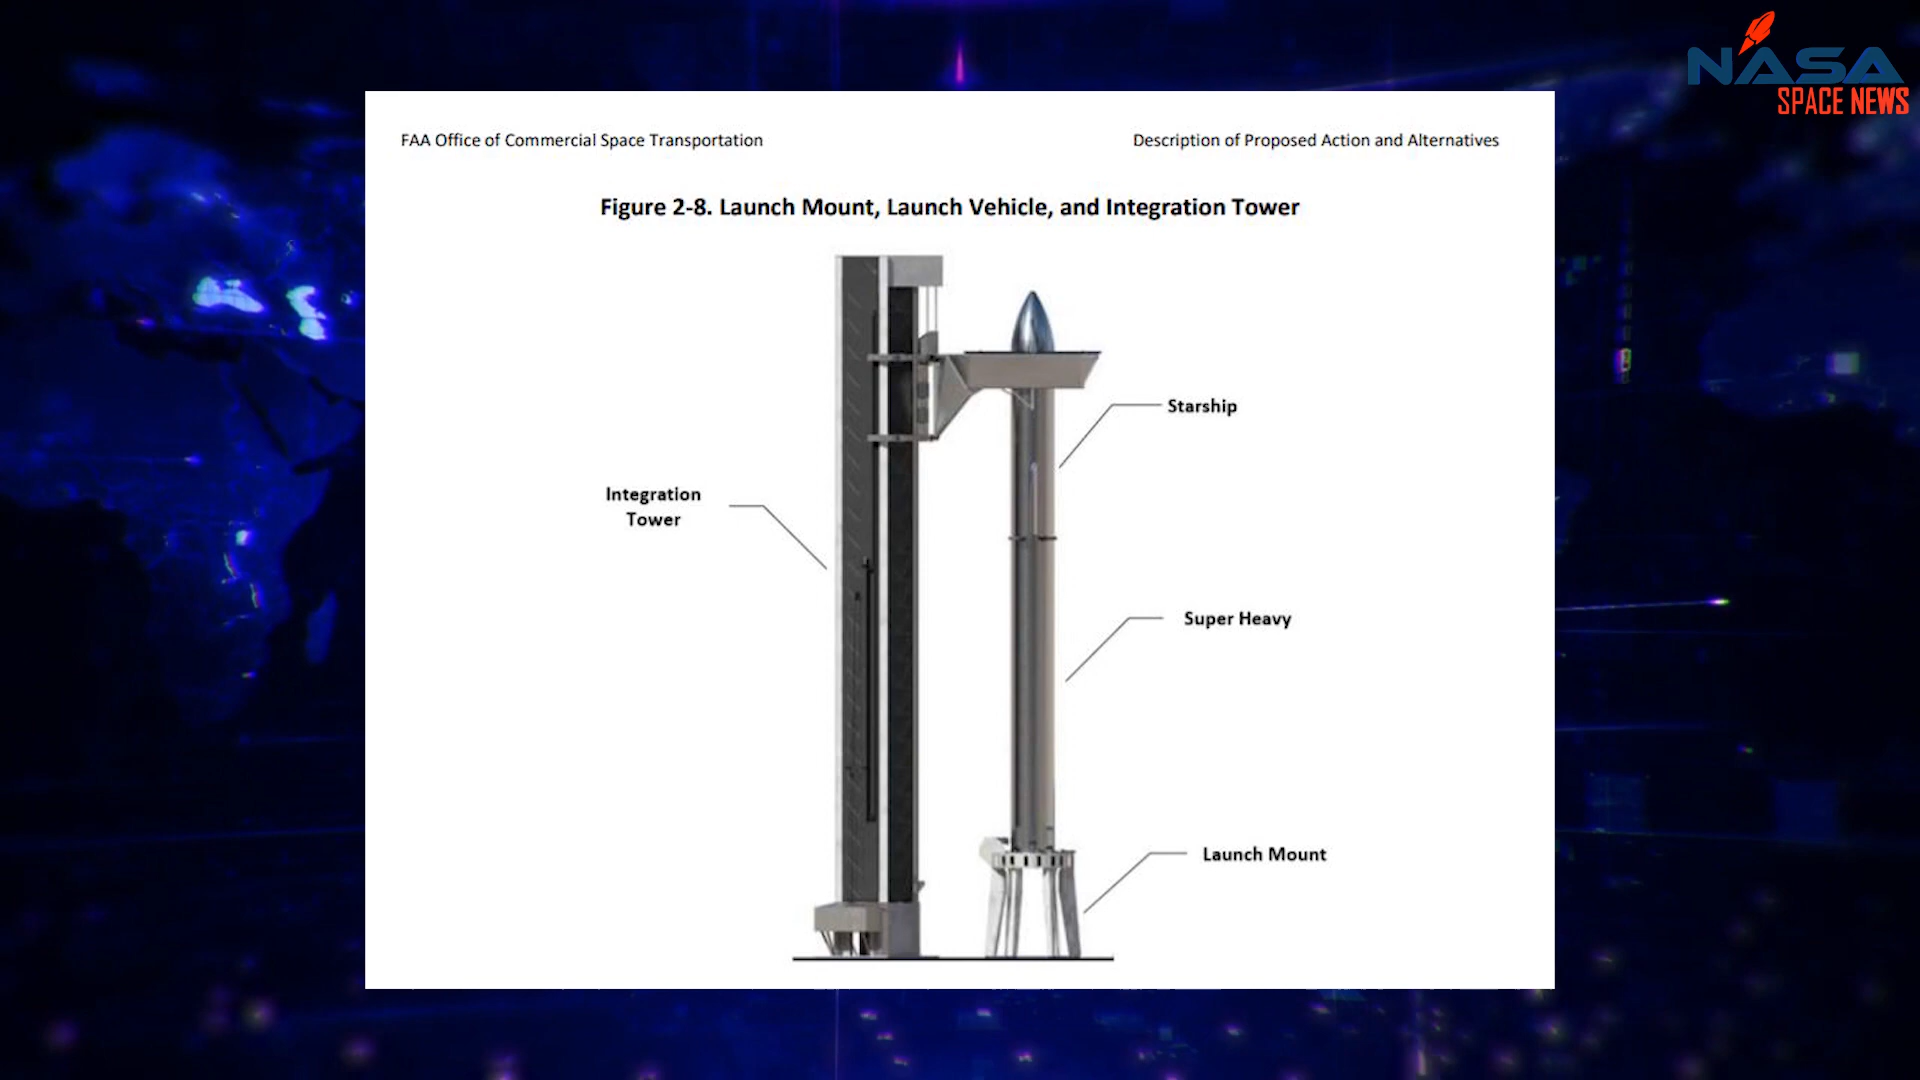 NASA
SPACE NEWS
FAA Office of Commercial Space Transportation
Description of Proposed Action and Alternatives
Figure 2-8. Launch Mount, Launch Vehicle, and Integration Tower
Starship
Integration
Tower
Super Heavy
Launch Mount